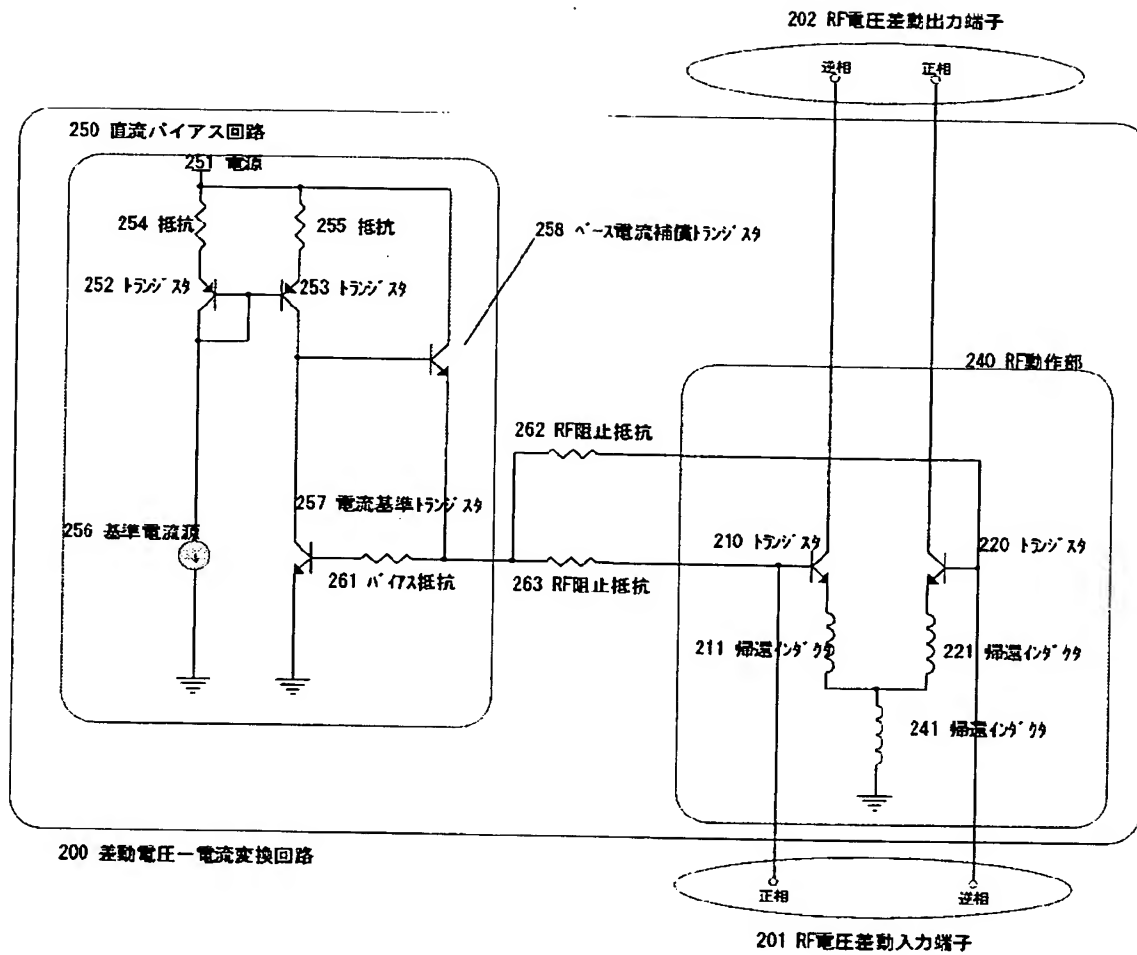 202 RF電圧差動出力端子
逆相 正相
250 直流バイアス回路
251 電源
254 抵抗
255 抵抗
258 ベース電流補償トランジスタ
252 トランジスタ
253 トランジスタ
240 RF動作部
262 RF阻止抵抗
257 電流基準トランジスタ
256 基準電流源
210 トランジスタ
220 トランジスタ
261 バイアス抵抗
263 RF阻止抵抗
211 帰還インダクタ
221 帰還インダクタ
241 帰還インダクタ
200 差動電圧ー電流変換回路
正相 逆相
201 RF電圧差動入力端子